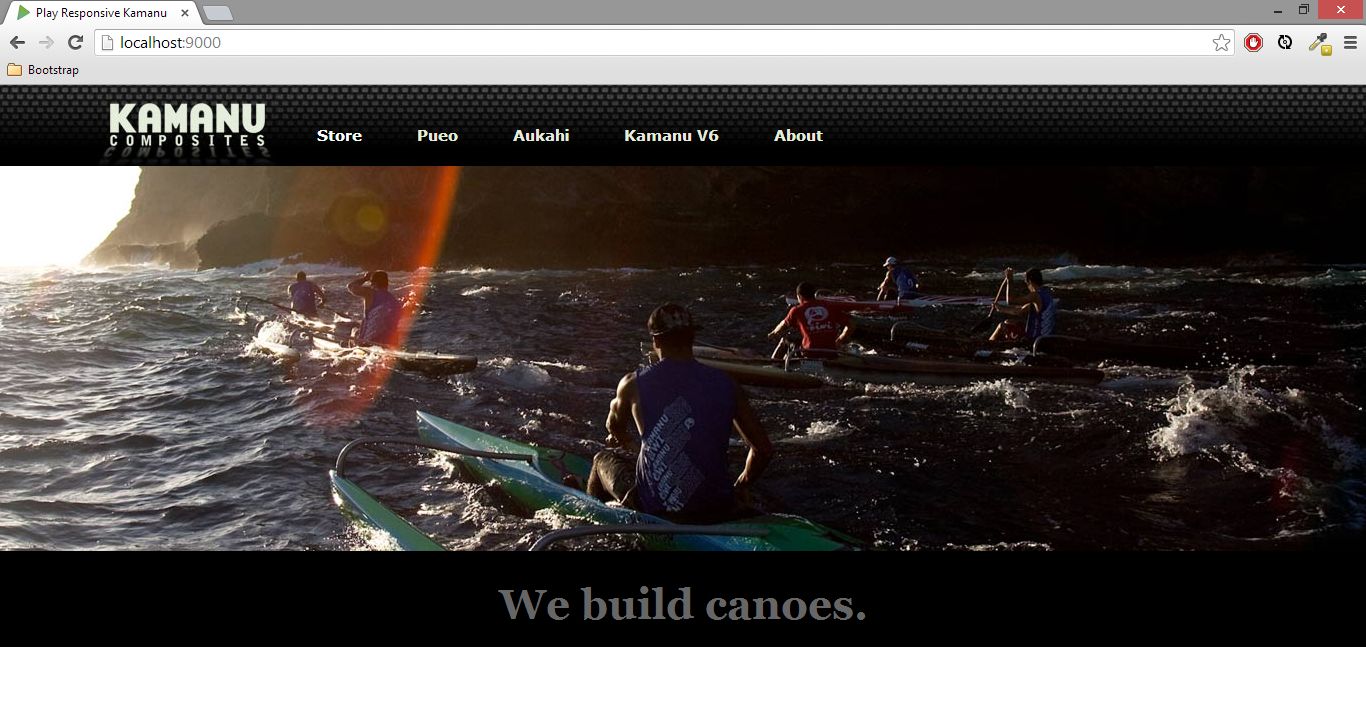 Play Responsive Kamanu
localhost:9000
Bootstrap
KAMANU
COMPOSITES
Store Pueo Aukahi Kamanu V6 About
We build canoes.